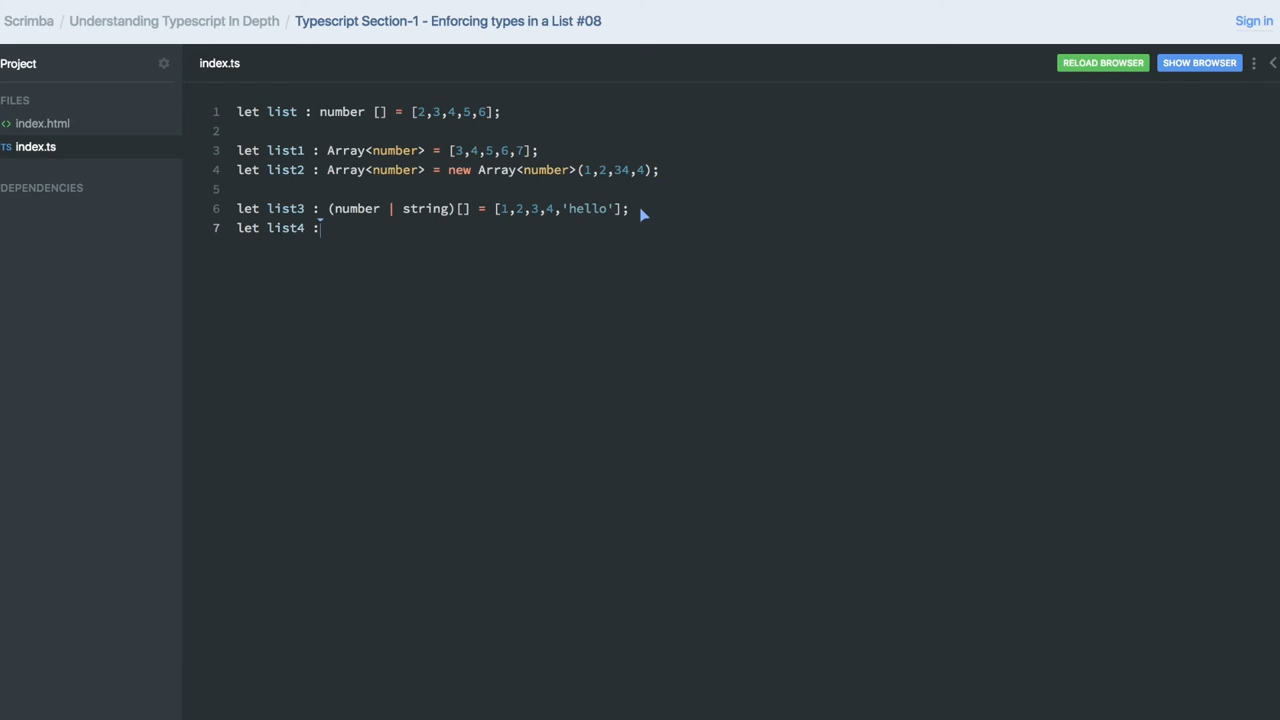 Scrimba / Understanding Typescript In Depth / Typescript Section-1 - Enforcing types in a List #08
Sign in
Project
index.ts
RELOAD BROWSER
SHOW BROWSER
FILES
<> index.html
TS index.ts
DEPENDENCIES
1 let list : number [] = [2,3,4,5,6];
2
3 let list1 : Array<number> = [3,4,5,6,7];
4 let list2 : Array<number> = new Array<number>(1,2,34,4);
5
6 let list3 : (number | string)[] = [1,2,3,4,'hello'];
7 let list4 :